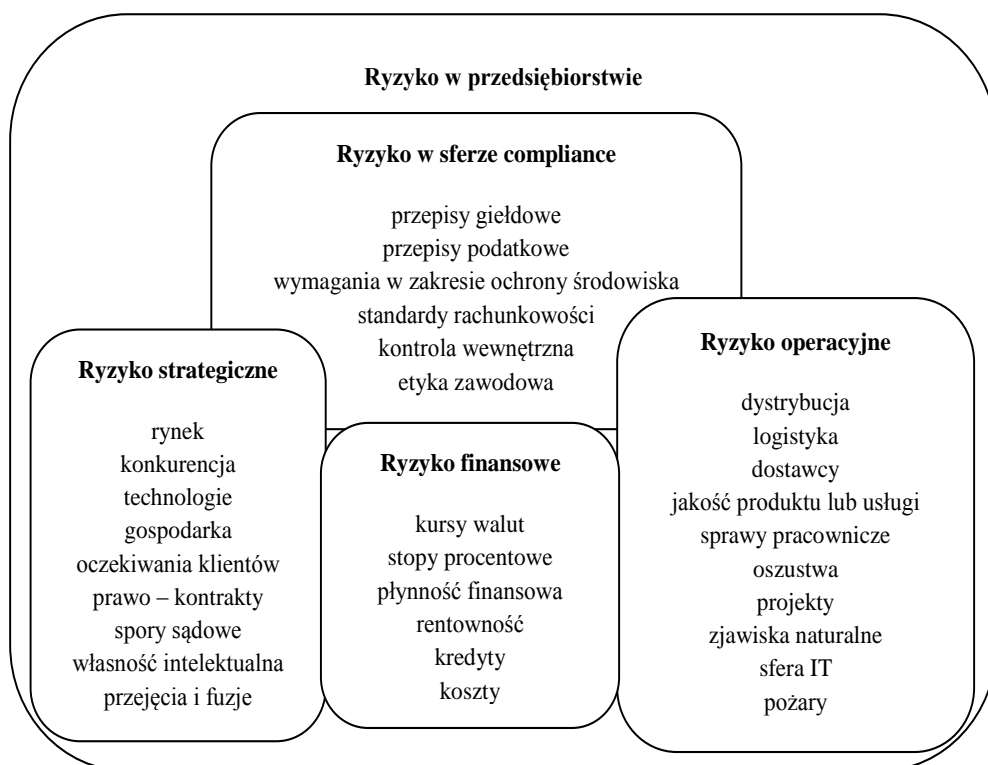 Ryzyko w przedsiębiorstwie
Ryzyko w sferze compliance
przepisy giełdowe
przepisy podatkowe
wymagania w zakresie ochrony środowiska
standardy rachunkowości
kontrola wewnętrzna
etyka zawodowa
Ryzyko strategiczne
rynek
konkurencja
technologie
gospodarka
oczekiwania klientów
prawo – kontrakty
spory sądowe
własność intelektualna
przejęcia i fuzje
Ryzyko finansowe
kursy walut
stopy procentowe
płynność finansowa
rentowność
kredyty
koszty
Ryzyko operacyjne
dystrybucja
logistyka
dostawcy
jakość produktu lub usługi
sprawy pracownicze
oszustwa
projekty
zjawiska naturalne
sfera IT
pożary